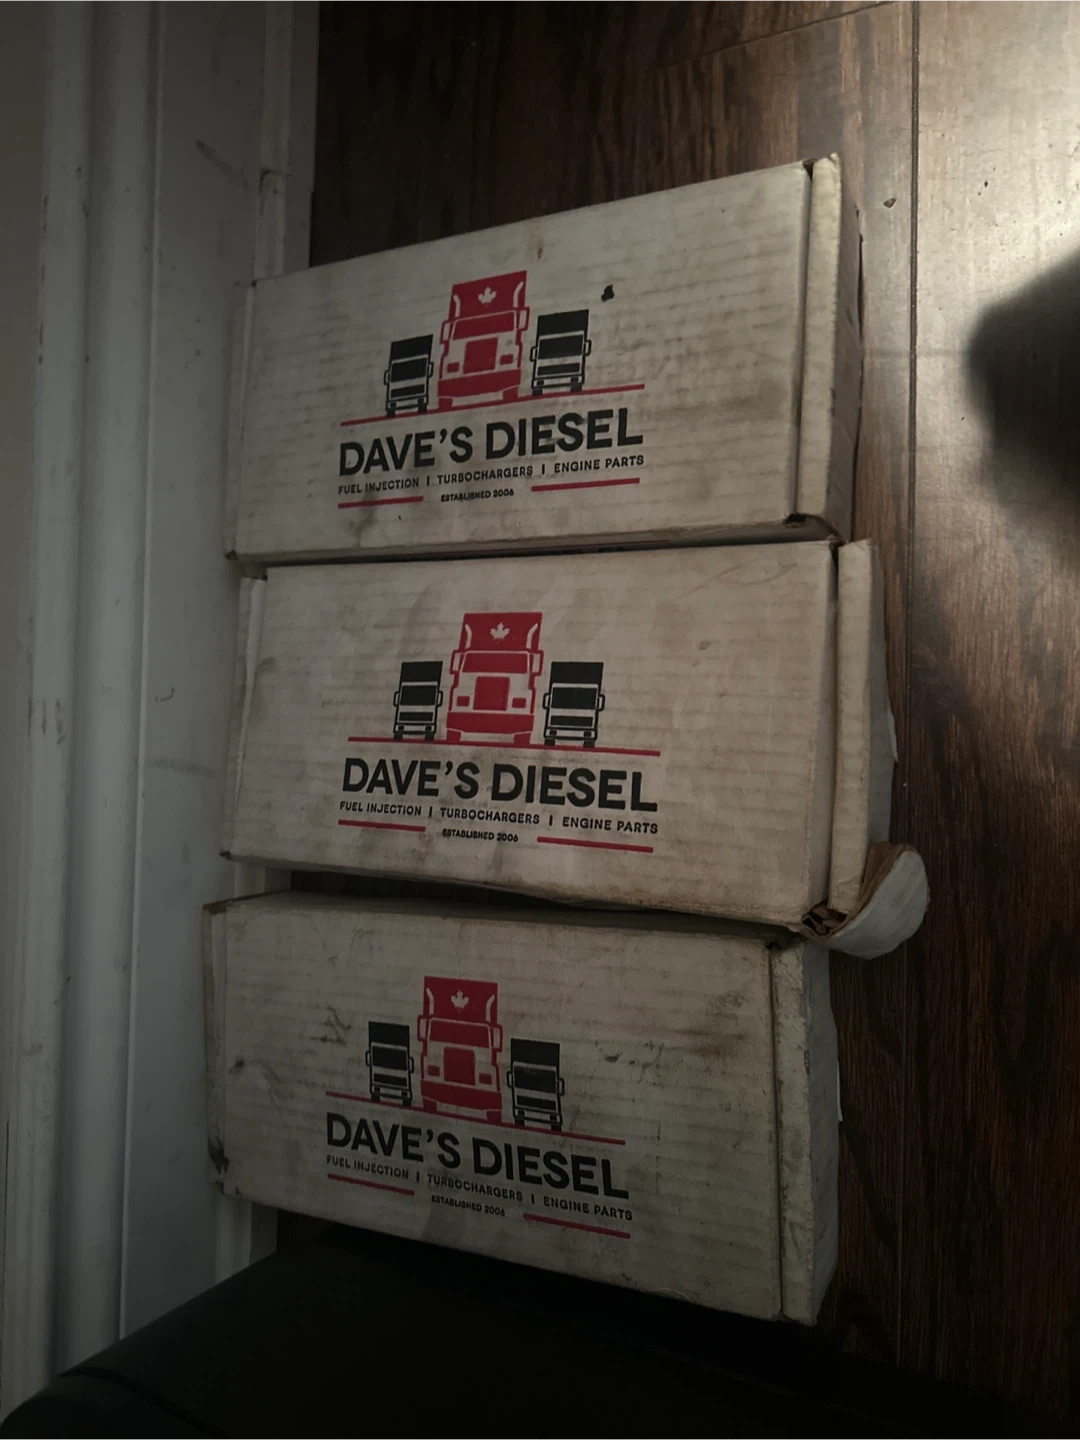 DAVE'S DIESEL
FUEL INJECTION | TURBOCHARGERS | ENGINE PARTS
ESTABLISHED 2006
DAVE'S DIESEL
FUEL INJECTION | TURBOCHARGERS | ENGINE PARTS
ESTABLISHED 2006
DAVE'S DIESEL
FUEL INJECTION | TURBOCHARGERS | ENGINE PARTS
ESTABLISHED 2006